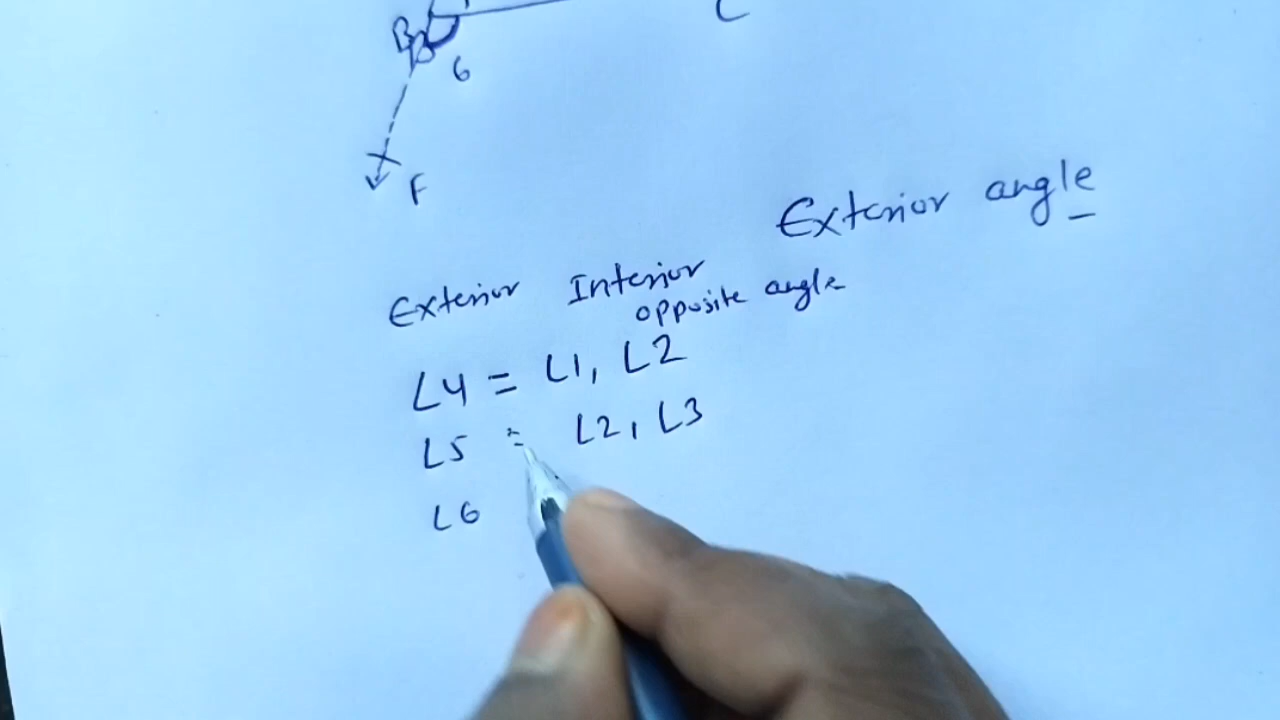 B
C
6
F
Exterior angle
Exterior Interior
opposite angle
∠4 = ∠1, ∠2
∠5 = ∠2, ∠3
∠6